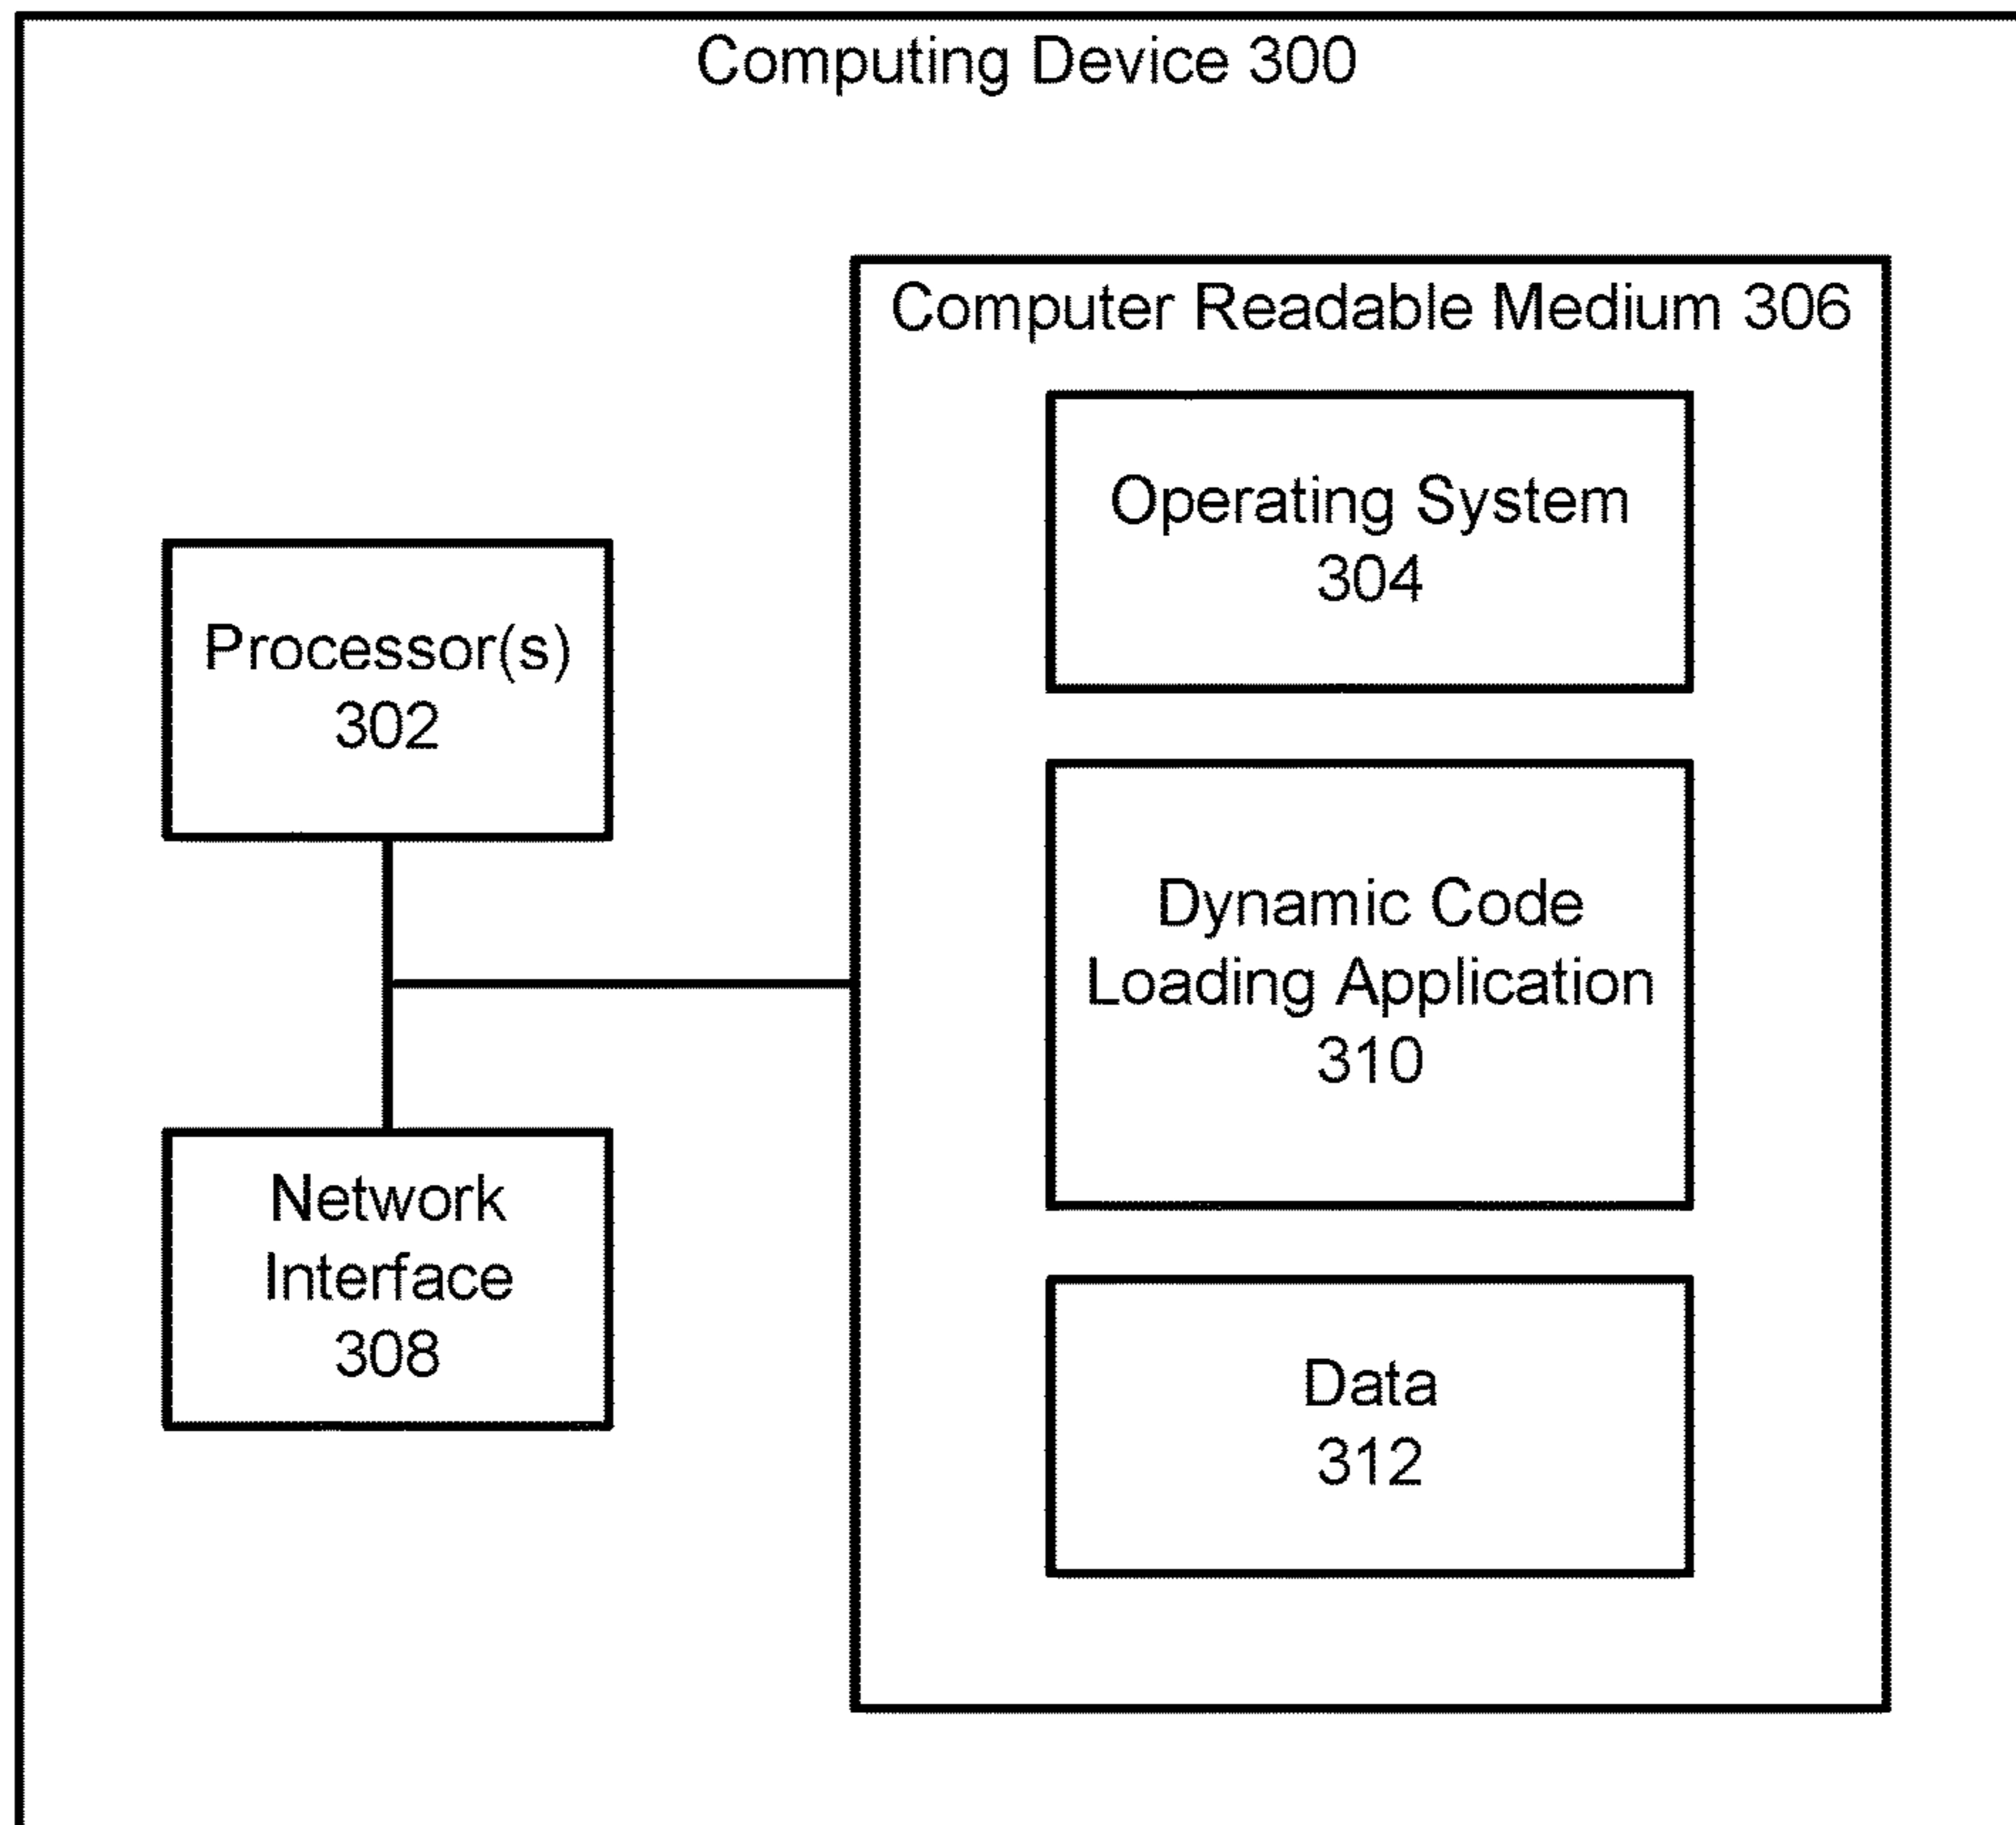 Computing Device 300
Computer Readable Medium 306
Operating System
304
Processor(s)
302
Dynamic Code
Loading Application
310
Network
Interface
308
Data
312